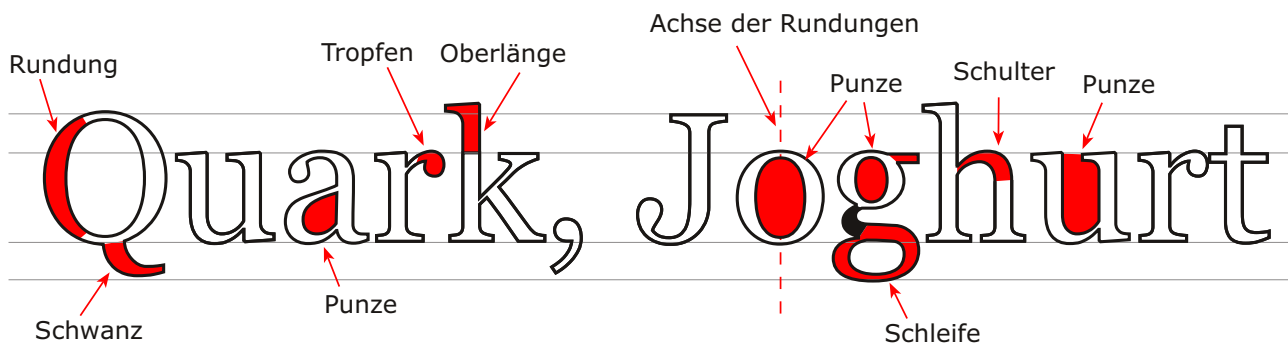 Achse der Rundungen
Rundung
Tropfen
Oberlänge
Punze
Schulter
Punze
Quark, Joghurt
Schwanz
Punze
Schleife